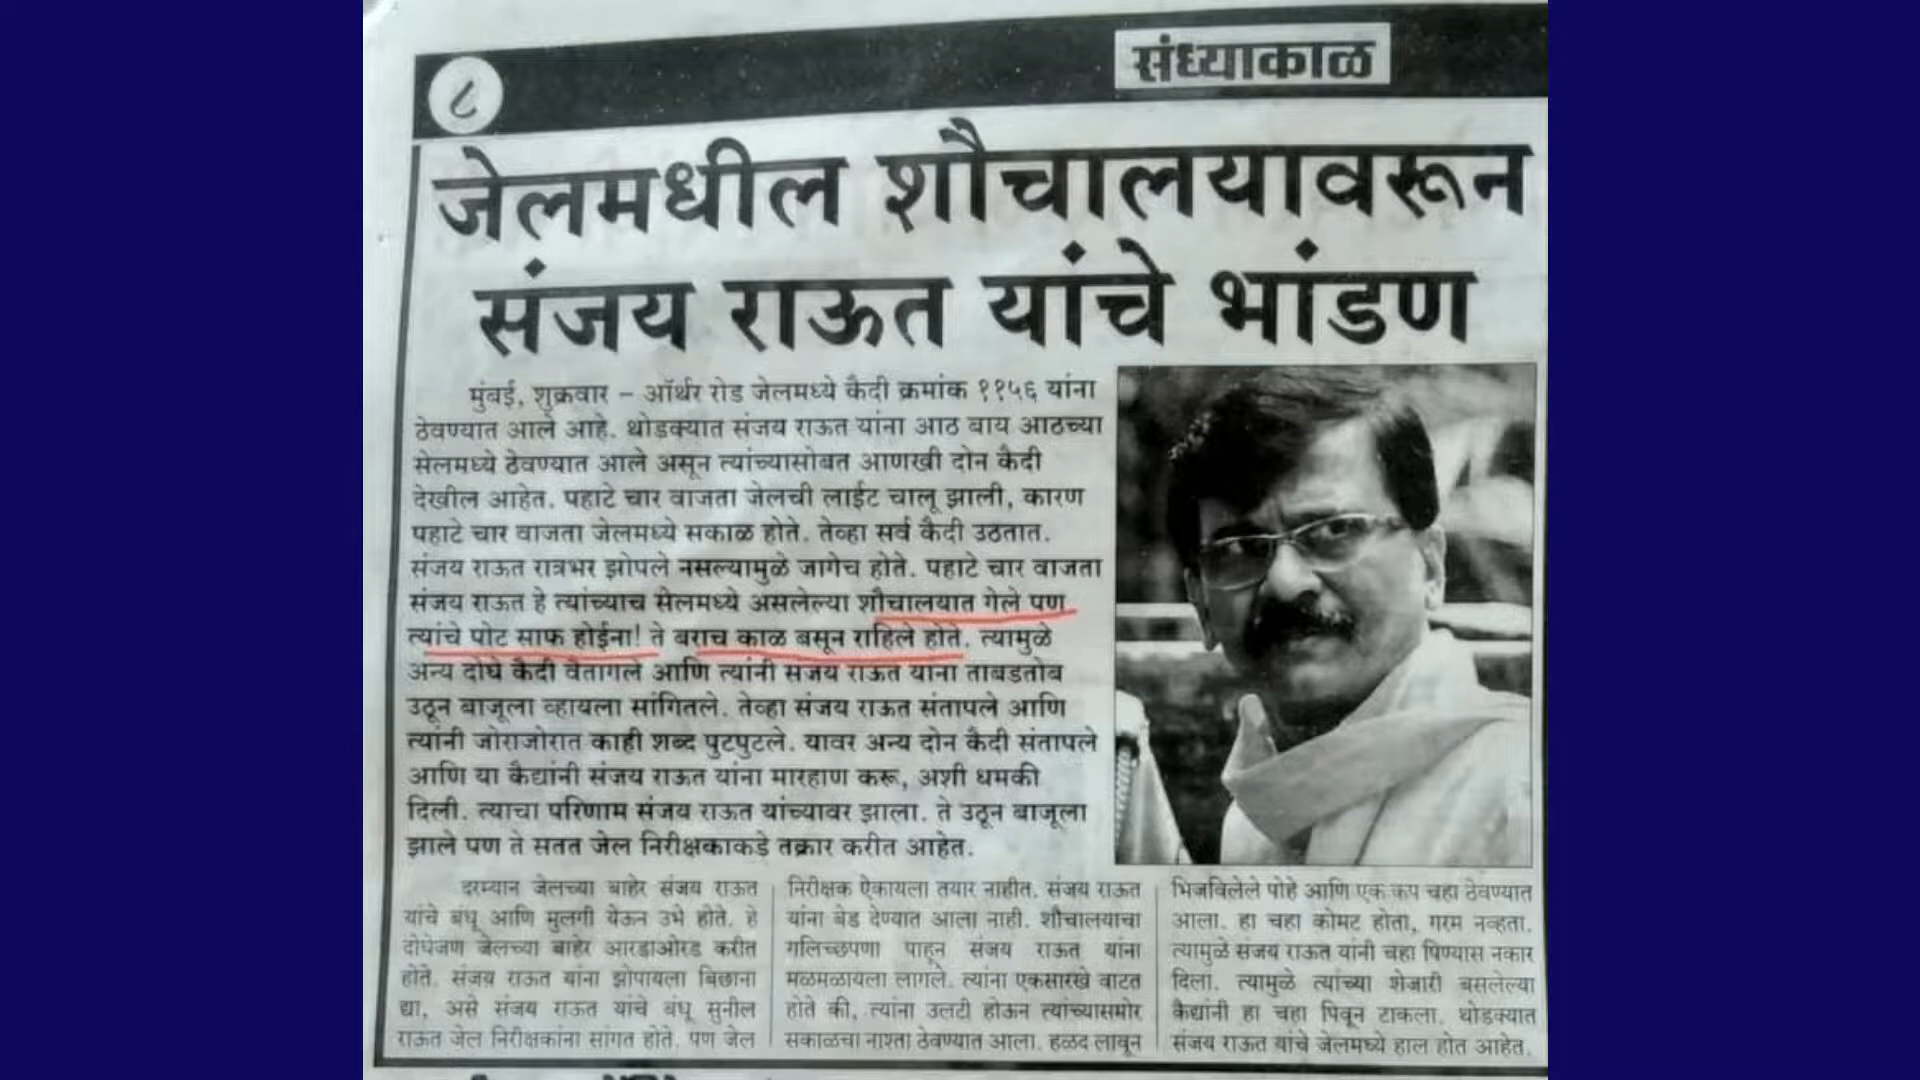 ८
संध्याकाळ
जेलमधील शौचालयावरून
संजय राऊत यांचे भांडण
मुंबई, शुक्रवार – ऑर्थर रोड जेलमध्ये कैदी क्रमांक ११५६ यांना
ठेवण्यात आले आहे. थोडक्यात संजय राऊत यांना आठ बाय आठच्या
सेलमध्ये ठेवण्यात आले असून त्यांच्यासोबत आणखी दोन कैदी
देखील आहेत. पहाटे चार वाजता जेलची लाईट चालू झाली, कारण
पहाटे चार वाजता जेलमध्ये सकाळ होते. तेव्हा सर्व कैदी उठतात.
संजय राऊत रात्रभर झोपले नसल्यामुळे जागेच होते. पहाटे चार वाजता
संजय राऊत हे त्यांच्याच सेलमध्ये असलेल्या शौचालयात गेले पण
त्यांचे पोट साफ होईना! ते बराच काळ बसून राहिले होते. त्यामुळे
अन्य दोघे कैदी वैतागले आणि त्यांनी संजय राऊत यांना ताबडतोब
उठून बाजूला व्हायला सांगितले. तेव्हा संजय राऊत संतापले आणि
त्यांनी जोराजोरात काही शब्द पुटपुटले. यावर अन्य दोन कैदी संतापले
आणि या कैद्यांनी संजय राऊत यांना मारहाण करू, अशी धमकी
दिली. त्याचा परिणाम संजय राऊत यांच्यावर झाला. ते उठून बाजूला
झाले पण ते सतत जेल निरीक्षकाकडे तक्रार करीत आहेत.
दरम्यान जेलच्या बाहेर संजय राऊत
यांचे बंधू आणि मुलगी येऊन उभे होते. हे
दोघेजण जेलच्या बाहेर आरडाओरड करीत
होते. संजय राऊत यांना झोपायला बिछाना
द्या, असे संजय राऊत यांचे बंधू सुनील
राऊत जेल निरीक्षकांना सांगत होते. पण जेल
निरीक्षक ऐकायला तयार नाहीत. संजय राऊत
यांना बेड देण्यात आला नाही. शौचालयाचा
गलिच्छपणा पाहून संजय राऊत यांना
मळमळायला लागले. त्यांना एकसारखे वाटत
होते की, त्यांना उलटी होऊन त्यांच्यासमोर
सकाळचा नाश्ता ठेवण्यात आला. हळद लावून
भिजविलेले पोहे आणि एक कप चहा ठेवण्यात
आला. हा चहा कोमट होता, गरम नव्हता.
त्यामुळे संजय राऊत यांनी चहा पिण्यास नकार
दिला. त्यामुळे त्यांच्या शेजारी बसलेल्या
कैद्यांनी हा चहा पिवून टाकला. थोडक्यात
संजय राऊत यांचे जेलमध्ये हाल होत आहेत.